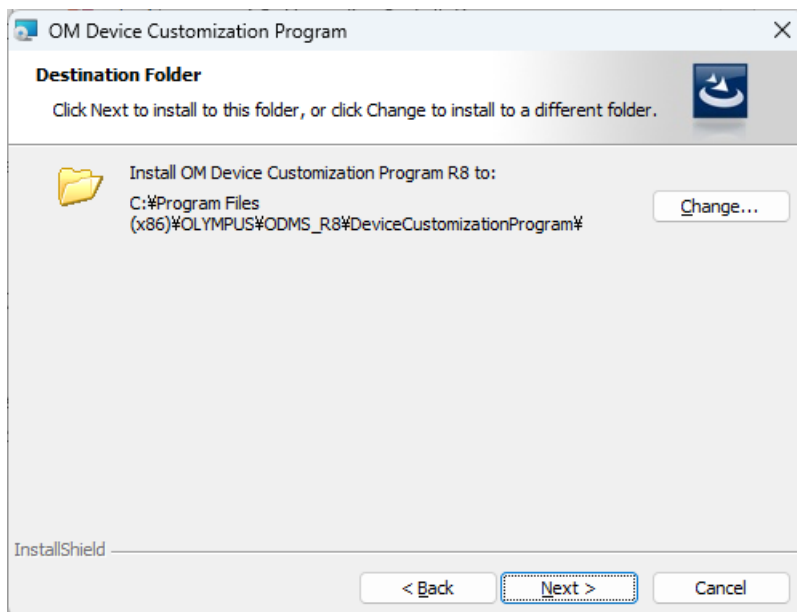 OM Device Customization Program
Destination Folder
Click Next to install to this folder, or click Change to install to a different folder.
Install OM Device Customization Program R8 to:
C:¥Program Files
(x86)¥OLYMPUS¥ODMS_R8¥DeviceCustomizationProgram¥
Change...
InstallShield
< Back
Next >
Cancel